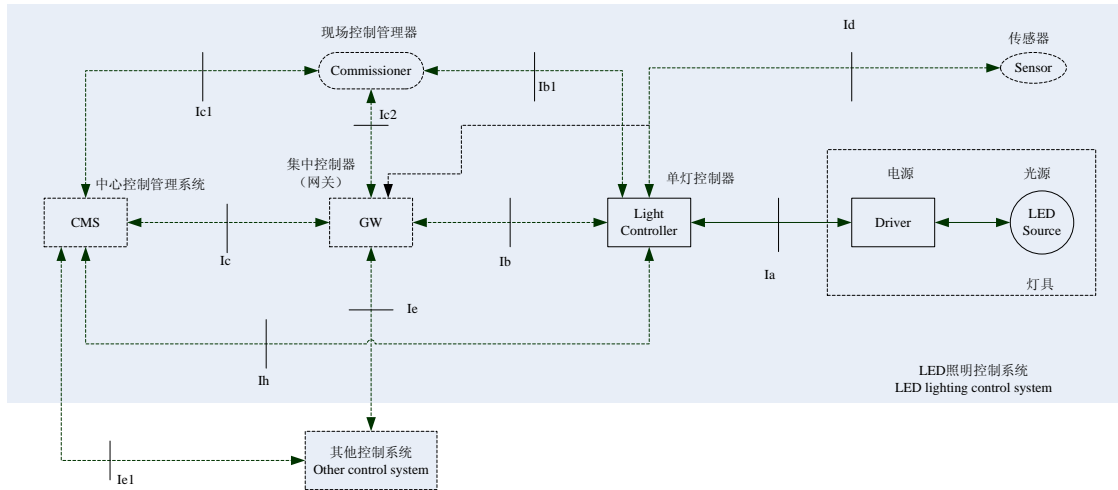 现场控制管理器
Id
传感器
Commissioner
Sensor
Ic1
Ib1
Ic2
集中控制器
（网关）
中心控制管理系统
单灯控制器
电源
光源
CMS
GW
Light
Controller
Driver
LED
Source
Ic
Ib
Ia
灯具
Ie
Ih
LED照明控制系统
LED lighting control system
其他控制系统
Other control system
Ie1